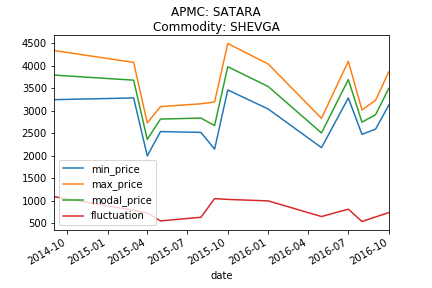 APMC: SATARA
Commodity: SHEVGA
4500
4000
3500
3000
2500
2000
1500
1000
500
min_price
max_price
modal_price
fluctuation
2014-10
2015-01
2015-04
2015-07
2015-10
2016-01
2016-04
2016-07
2016-10
date